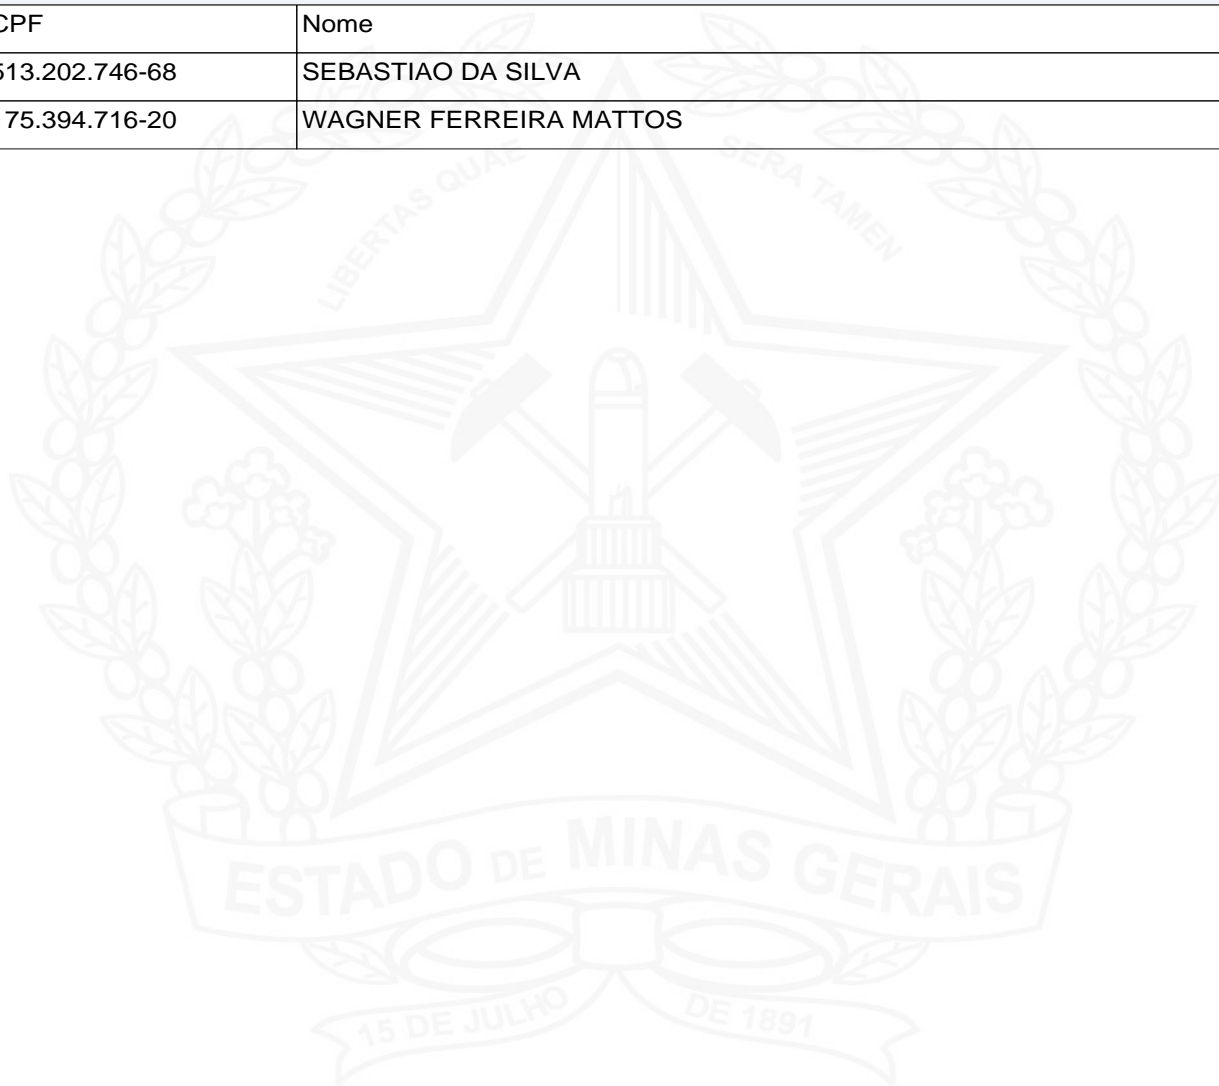 CPF Nome
513.202.746-68 SEBASTIAO DA SILVA
75.394.716-20 WAGNER FERREIRA MATTOS
LIBERTAS QUAE SERA TAMEN
ESTADO DE MINAS GERAIS
15 DE JULHO DE 1891